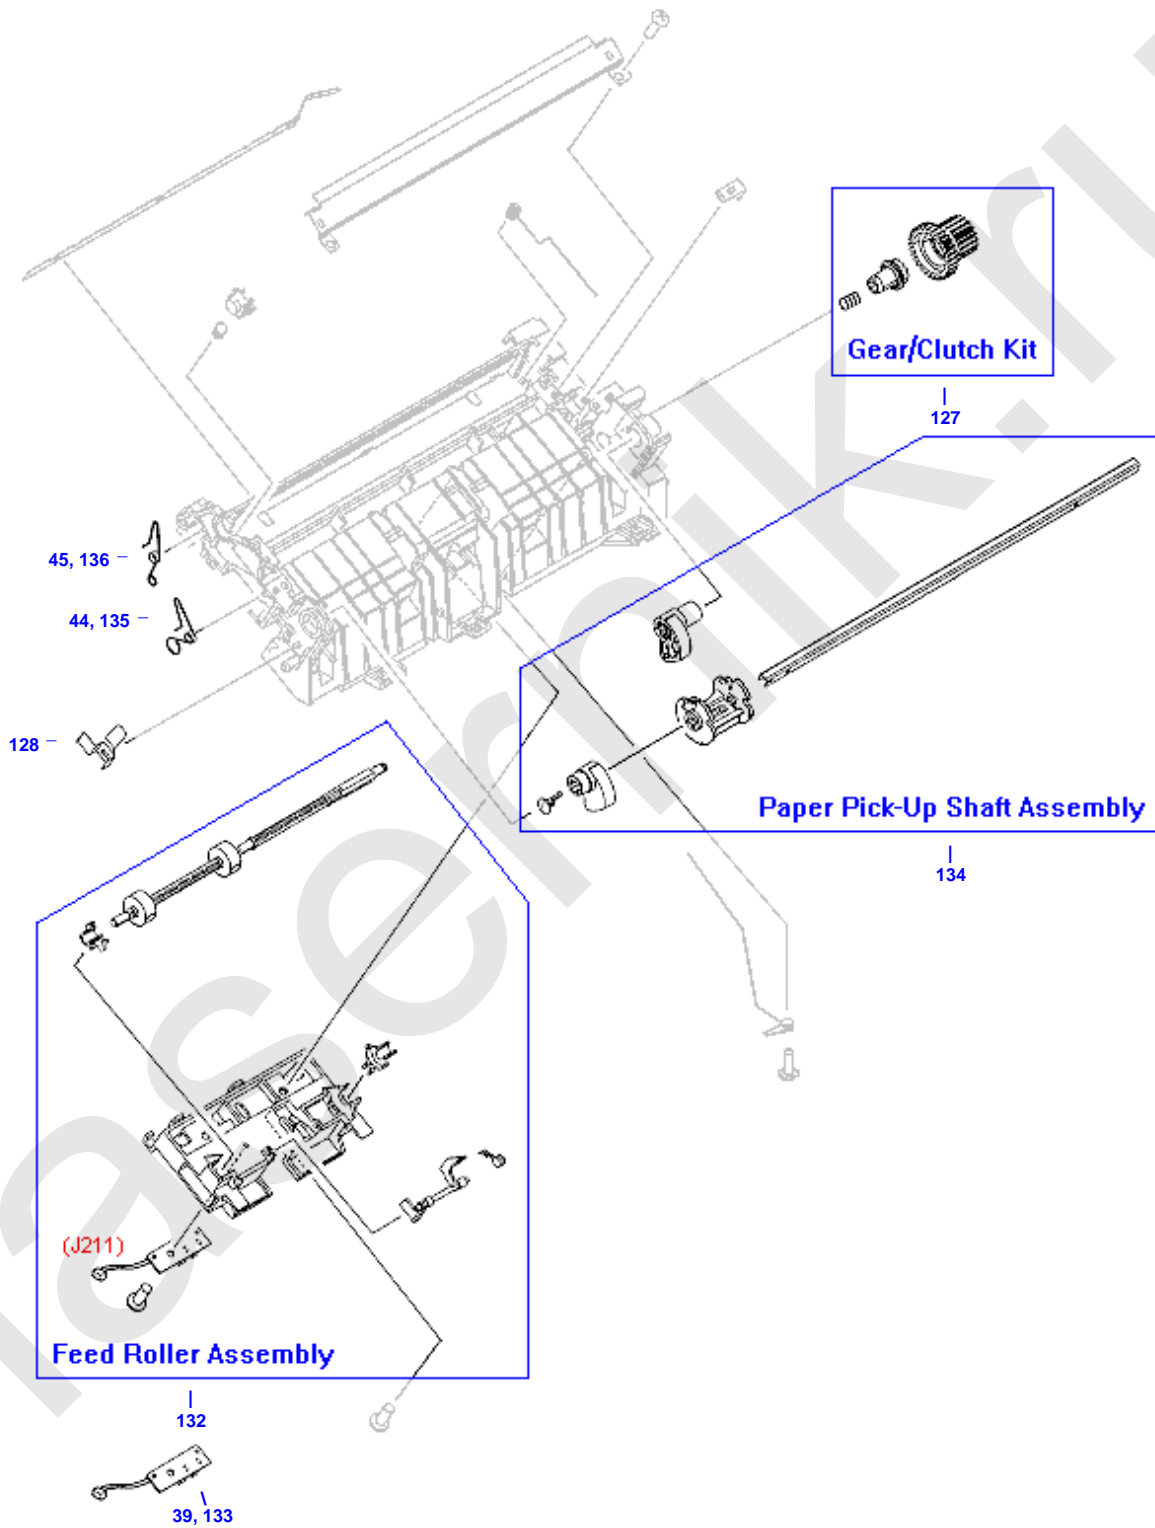 Gear/Clutch Kit
127
45, 136
44, 135
128
Paper Pick-Up Shaft Assembly
134
(J211)
Feed Roller Assembly
132
39, 133
lasernik.ru